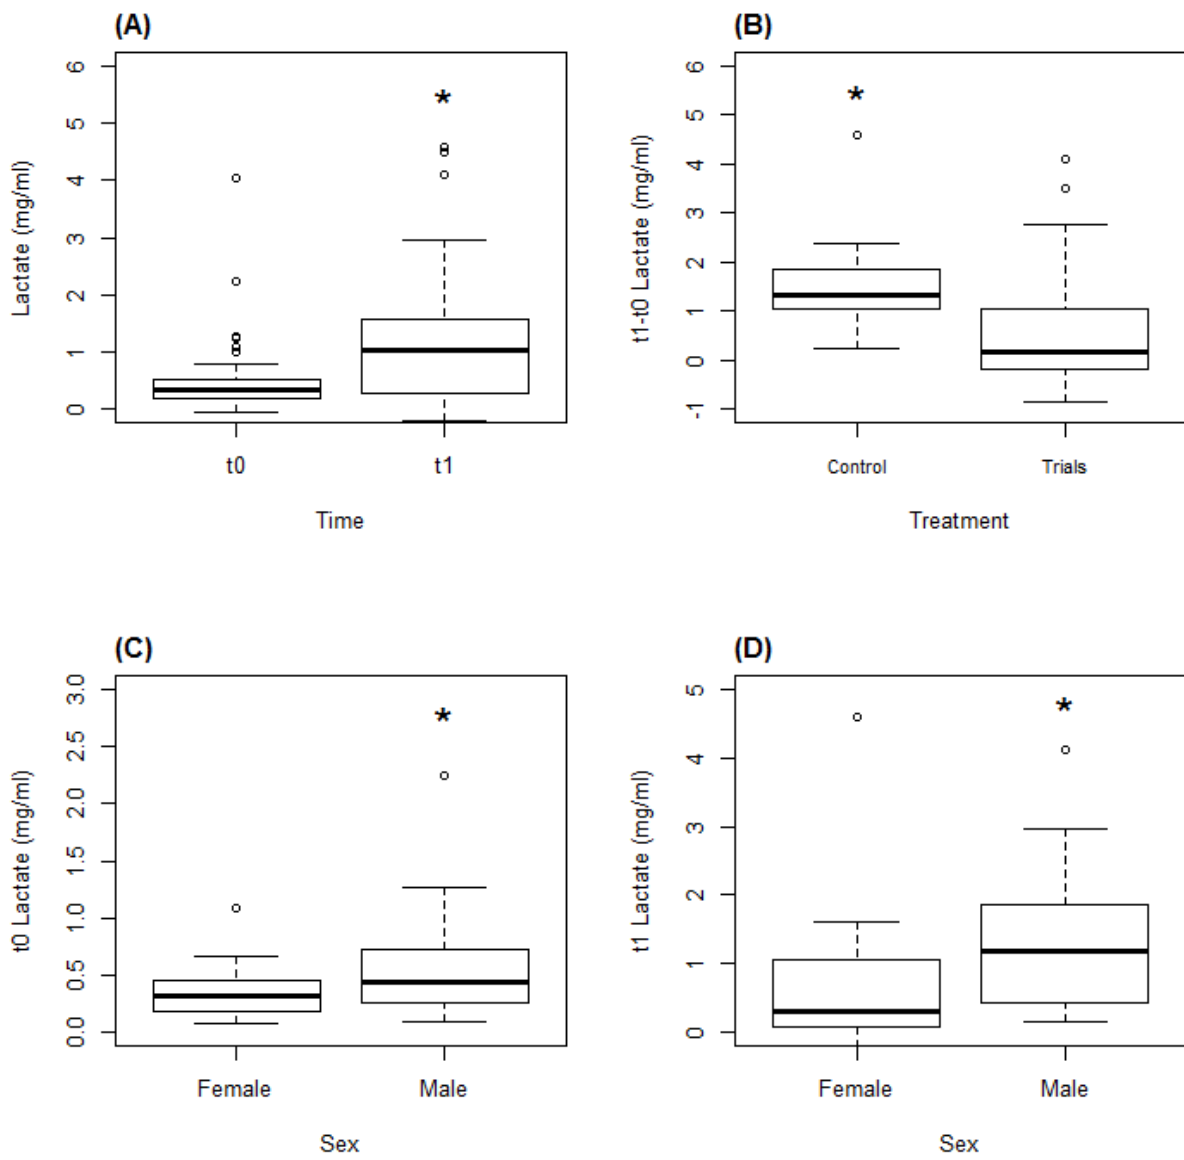 (A)
Lactate (mg/ml)
6
5
4
3
2
1
0
*
t0
t1
Time
(B)
t1-t0 Lactate (mg/ml)
6
5
4
3
2
1
0
-1
*
Control
Trials
Treatment
(C)
t0 Lactate (mg/ml)
3.0
2.5
2.0
1.5
1.0
0.5
0.0
*
Female
Male
Sex
(D)
t1 Lactate (mg/ml)
5
4
3
2
1
0
*
Female
Male
Sex